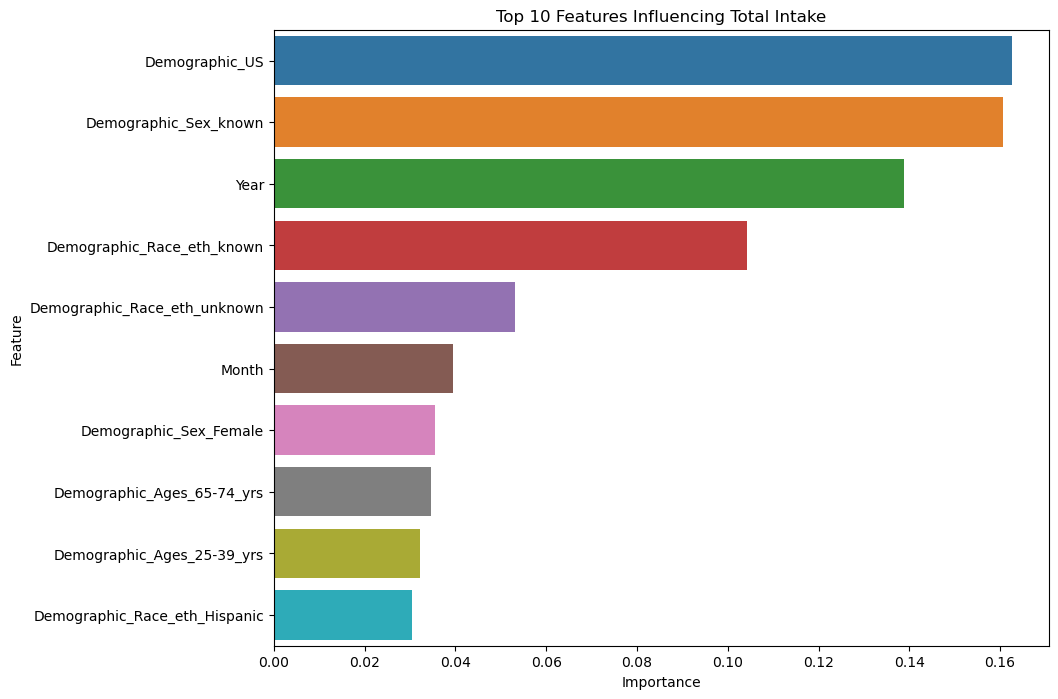 Top 10 Features Influencing Total Intake
Feature
Demographic_US
Demographic_Sex_known
Year
Demographic_Race_eth_known
Demographic_Race_eth_unknown
Month
Demographic_Sex_Female
Demographic_Ages_65-74_yrs
Demographic_Ages_25-39_yrs
Demographic_Race_eth_Hispanic
0.00 0.02 0.04 0.06 0.08 0.10 0.12 0.14 0.16
Importance